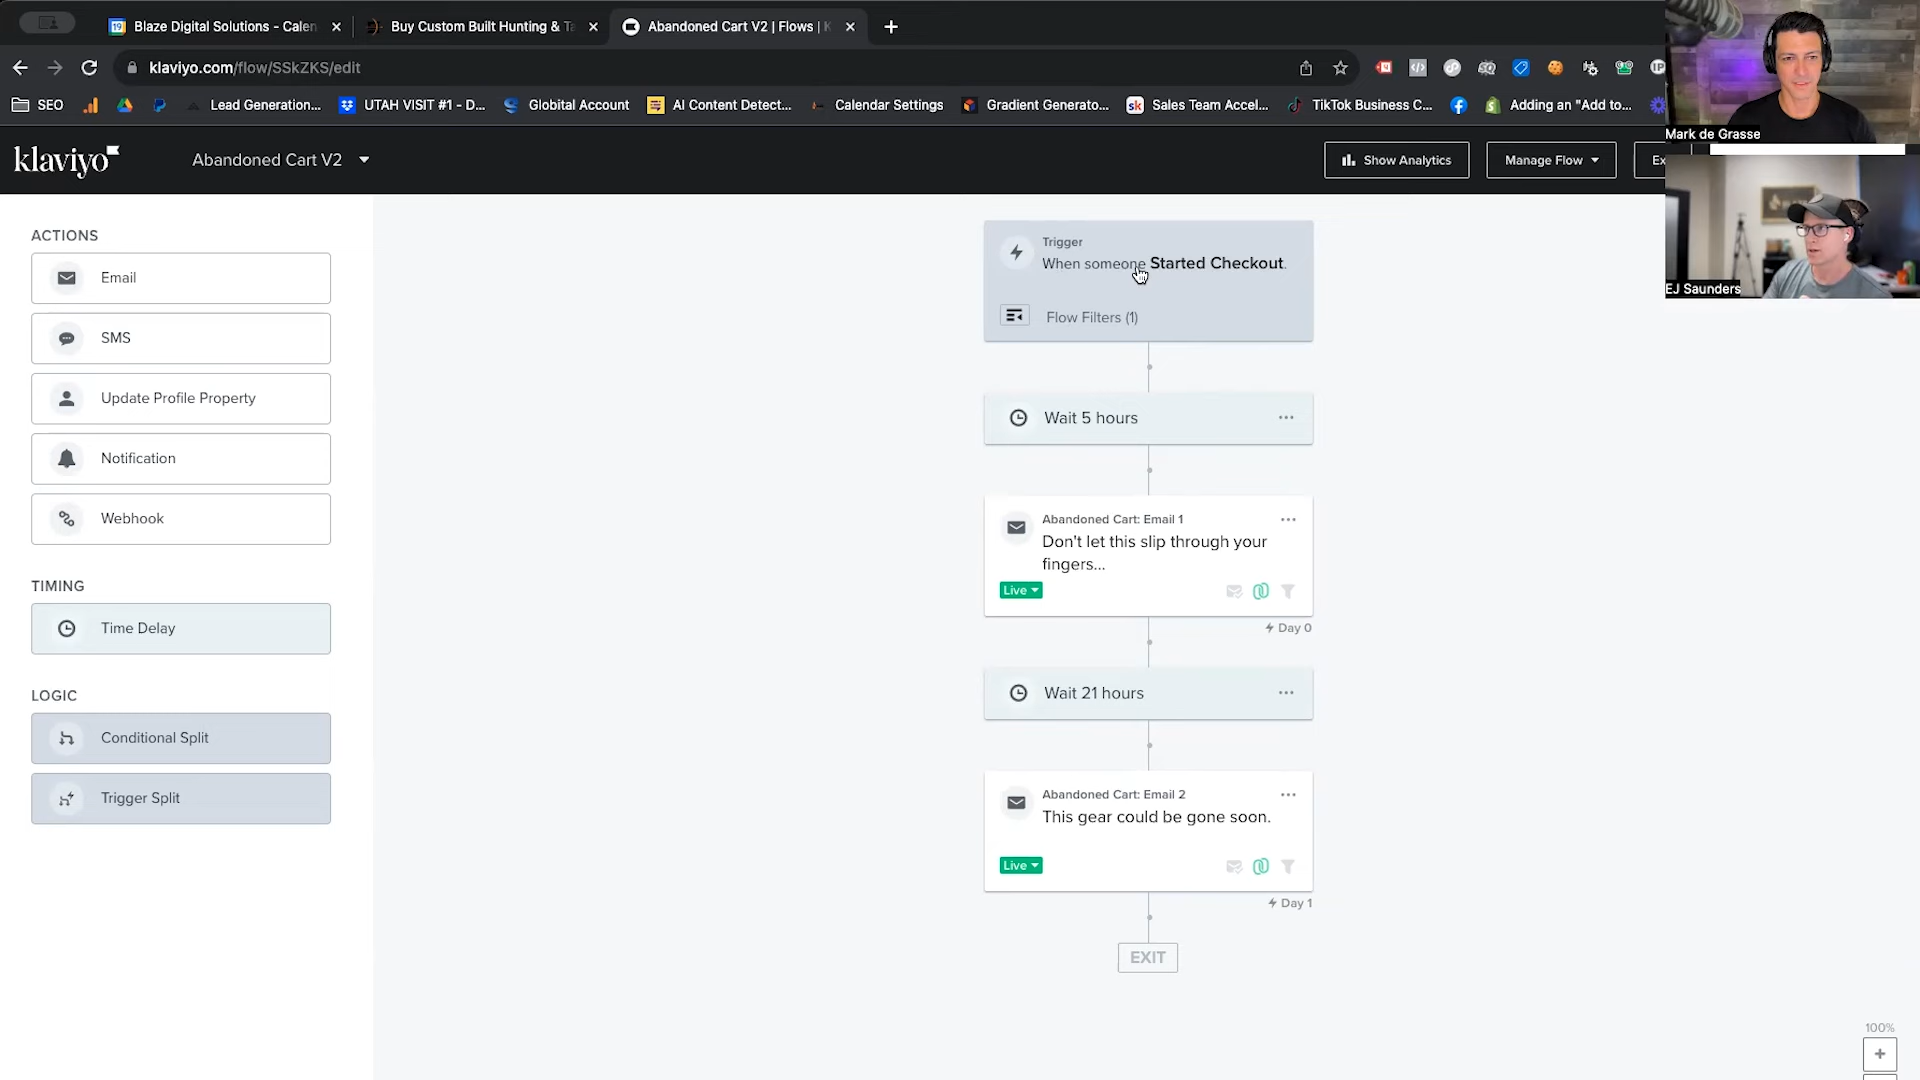 Blaze Digital Solutions - Calen
Buy Custom Built Hunting & Ta
Abandoned Cart V2 | Flows | K
klaviyo.com/flow/SSkZKS/edit
SEO
Lead Generation...
UTAH VISIT #1 - D...
Globital Account
AI Content Detect...
Calendar Settings
Gradient Generato...
Sales Team Accel...
TikTok Business C...
Adding an "Add to...
klaviyo
Abandoned Cart V2
Show Analytics
Manage Flow
Ex
Mark de Grasse
EJ Saunders
ACTIONS
Email
SMS
Update Profile Property
Notification
Webhook
TIMING
Time Delay
LOGIC
Conditional Split
Trigger Split
Trigger
When someone Started Checkout.
Flow Filters (1)
Wait 5 hours
Abandoned Cart: Email 1
Don't let this slip through your
fingers...
Live
Day 0
Wait 21 hours
Abandoned Cart: Email 2
This gear could be gone soon.
Live
Day 1
EXIT
100%
+